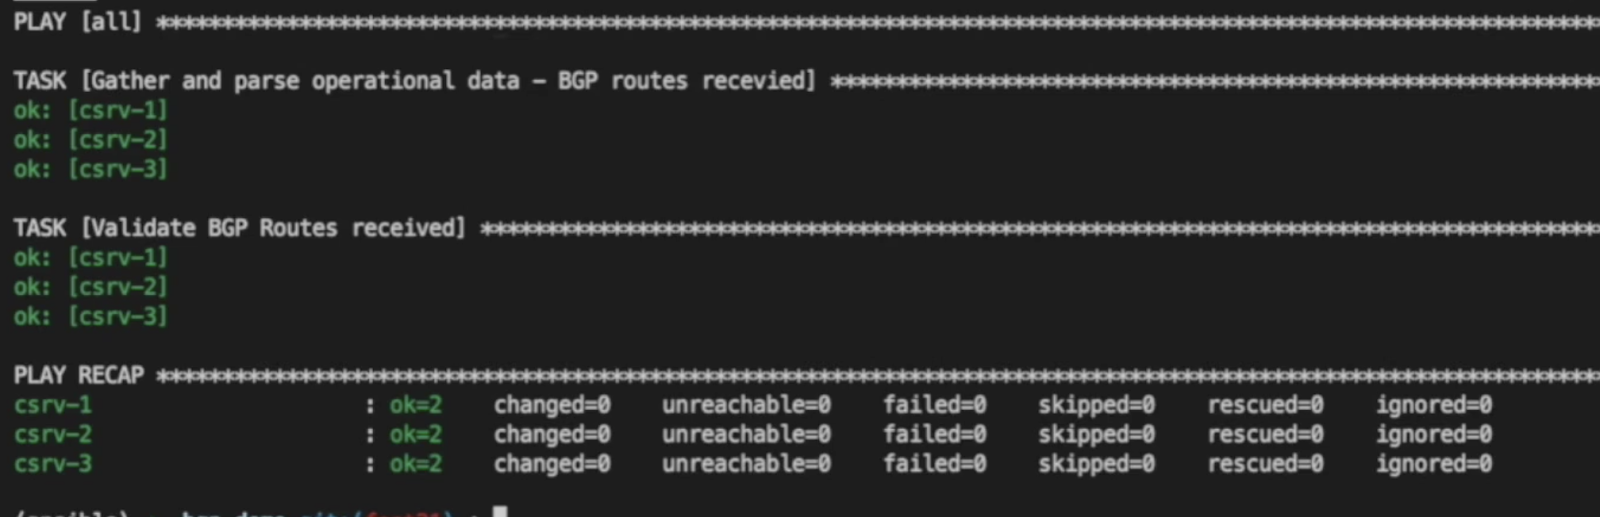 PLAY [all] ****************************************************************************************************************
TASK [Gather and parse operational data - BGP routes recevied] ************************************************************
ok: [csrv-1]
ok: [csrv-2]
ok: [csrv-3]
TASK [Validate BGP Routes received] ***************************************************************************************
ok: [csrv-1]
ok: [csrv-2]
ok: [csrv-3]
PLAY RECAP ****************************************************************************************************************
csrv-1 : ok=2 changed=0 unreachable=0 failed=0 skipped=0 rescued=0 ignored=0
csrv-2 : ok=2 changed=0 unreachable=0 failed=0 skipped=0 rescued=0 ignored=0
csrv-3 : ok=2 changed=0 unreachable=0 failed=0 skipped=0 rescued=0 ignored=0